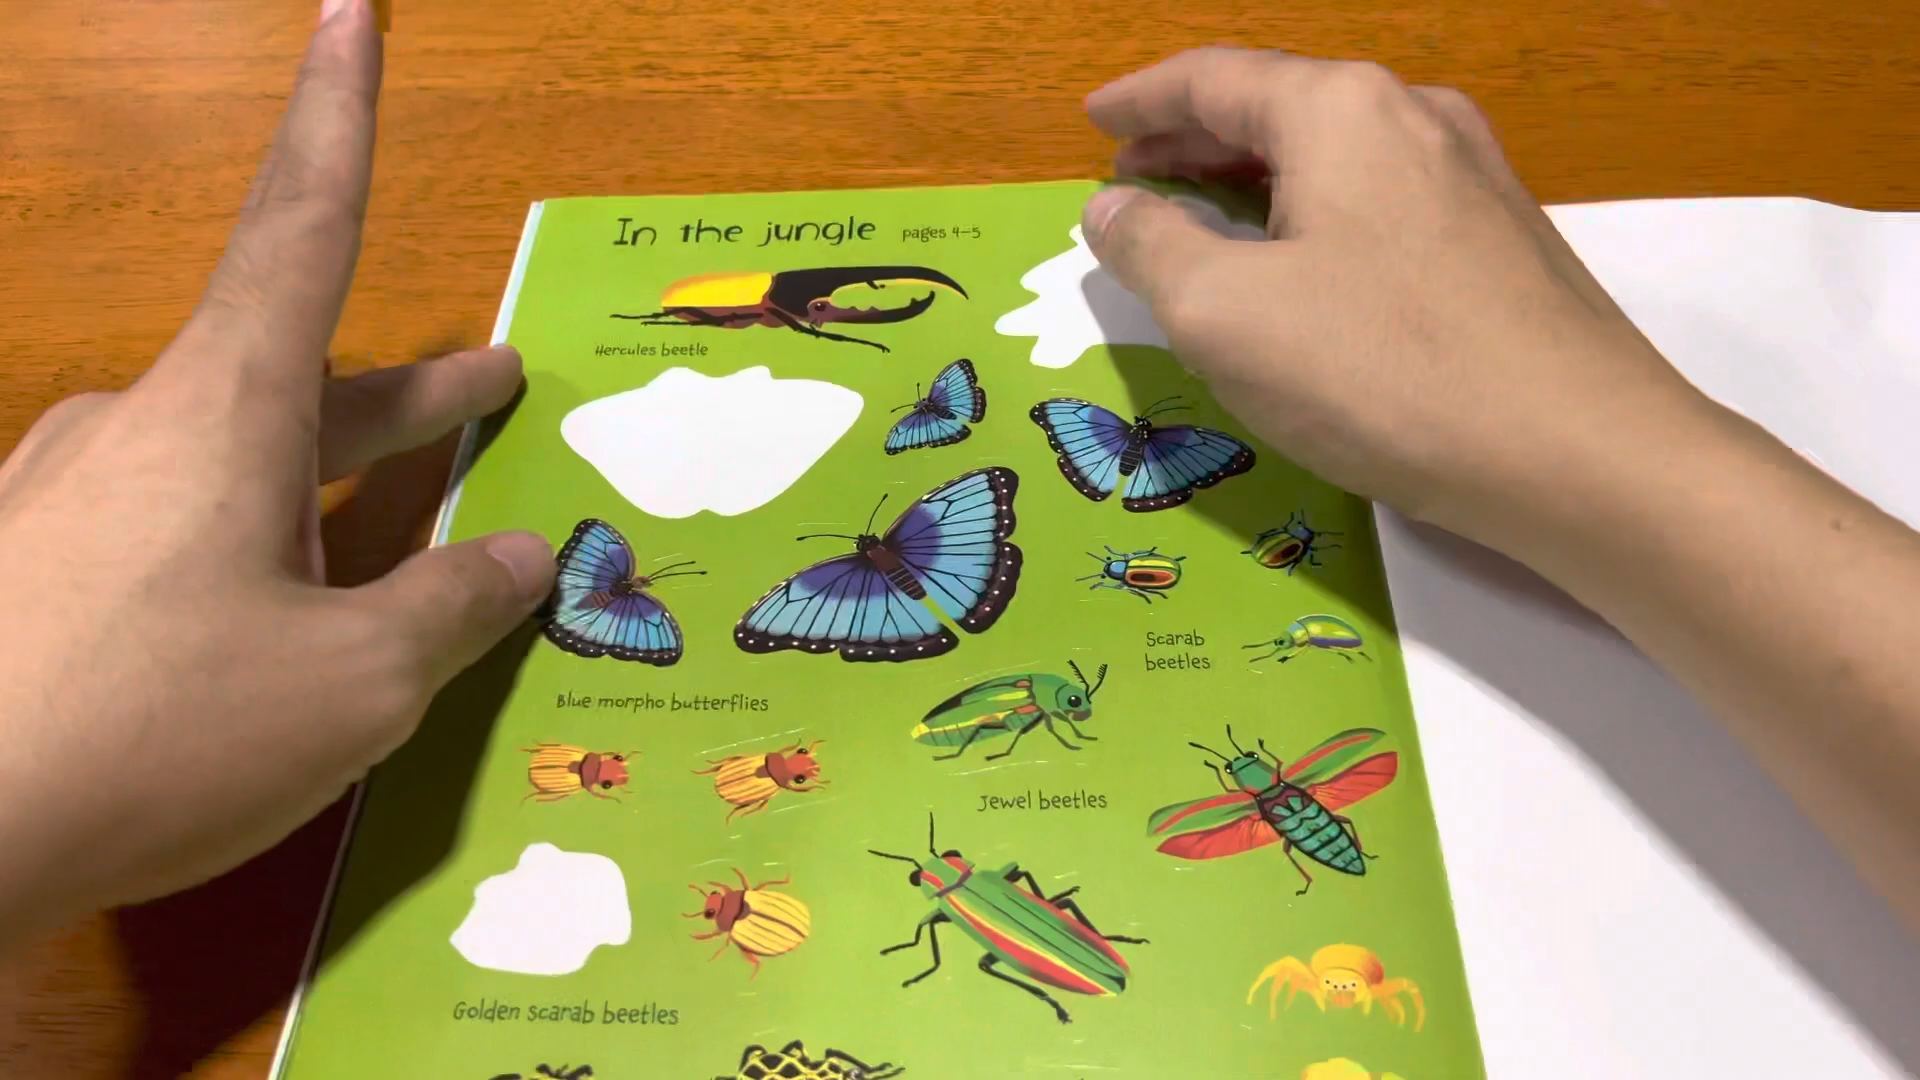 In the jungle pages 4–5
Hercules beetle
Scarab
beetles
Blue morpho butterflies
Jewel beetles
Golden scarab beetles